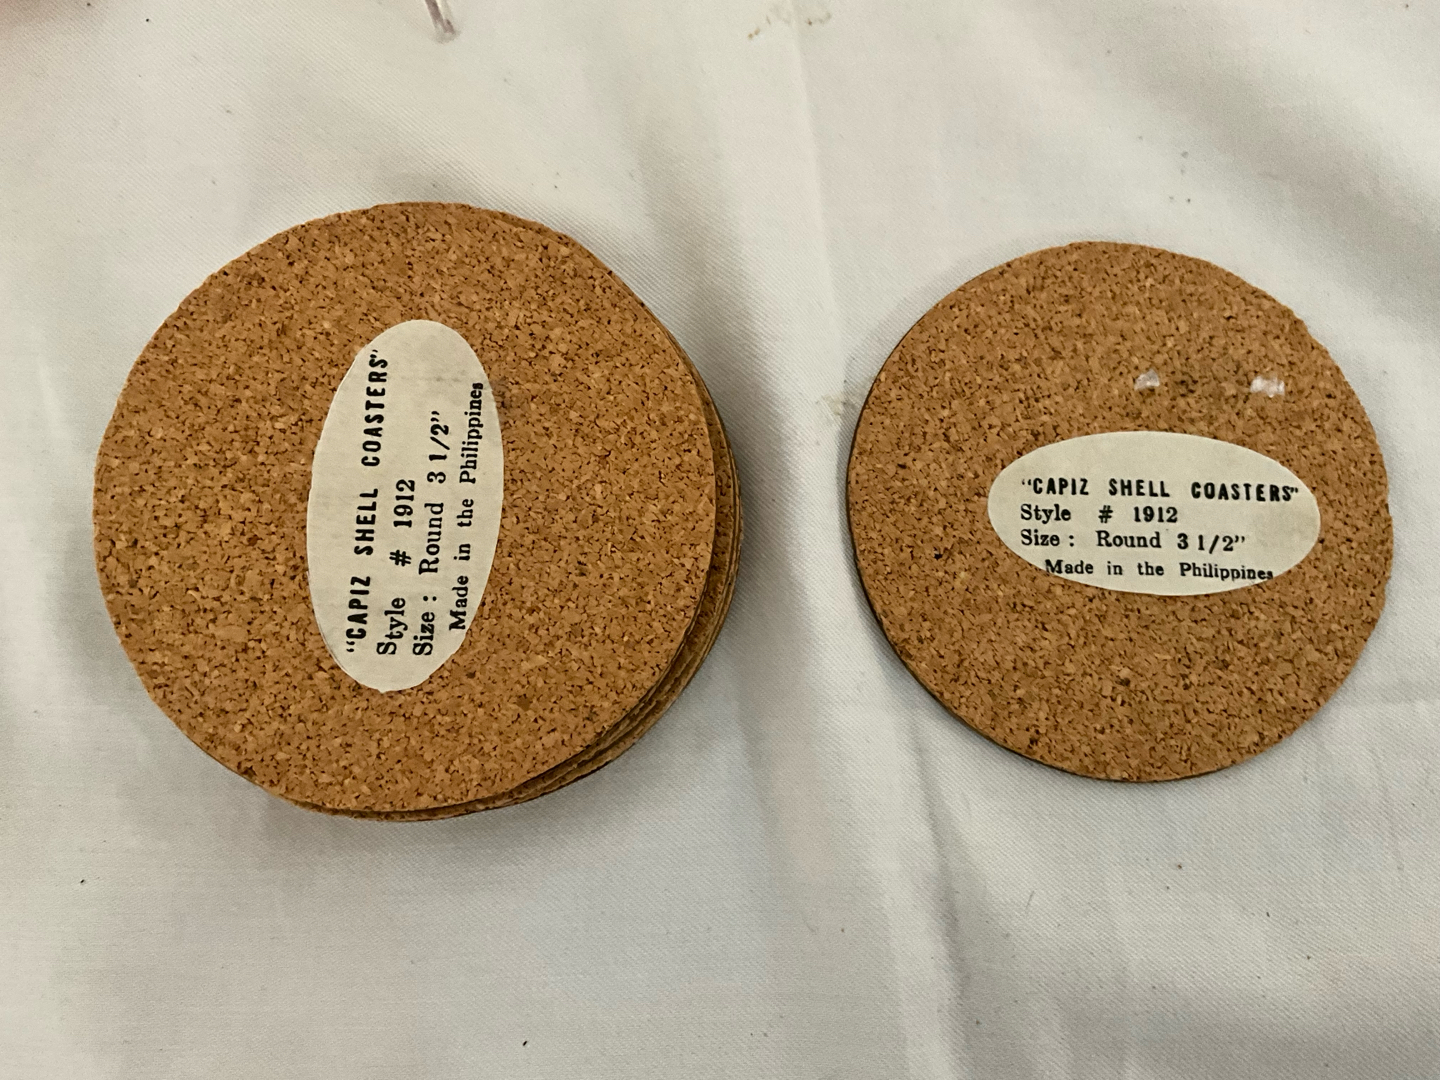 "CAPIZ SHELL COASTERS"
Style # 1912
Size : Round 3 1/2"
Made in the Philippines
"CAPIZ SHELL COASTERS"
Style # 1912
Size : Round 3 1/2"
Made in the Philippines